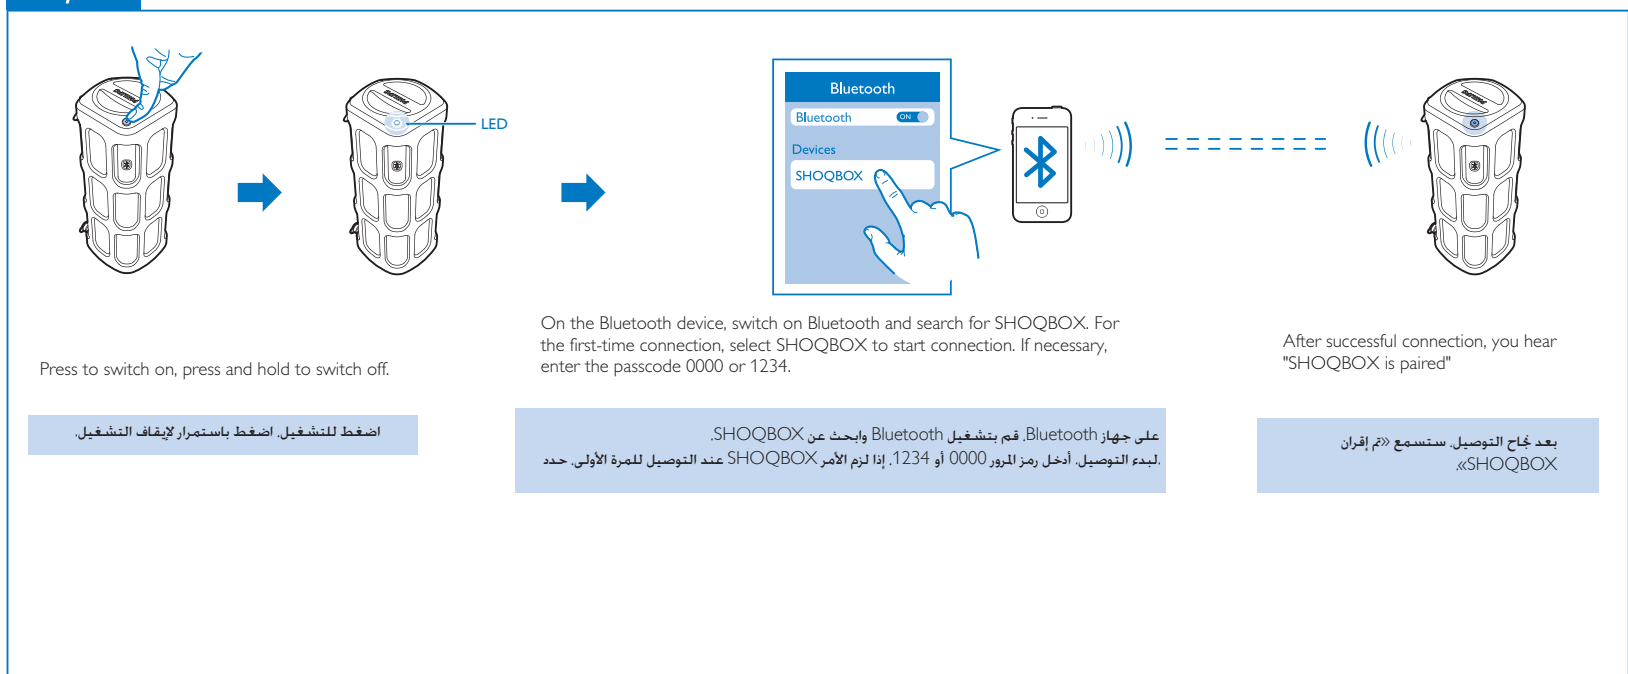 LED
Bluetooth
Bluetooth ON
Devices
SHOQBOX
Press to switch on, press and hold to switch off.
اضغط للتشغيل. اضغط باستمرار لإيقاف التشغيل.
On the Bluetooth device, switch on Bluetooth and search for SHOQBOX. For
the first-time connection, select SHOQBOX to start connection. If necessary,
enter the passcode 0000 or 1234.
على جهاز Bluetooth, قم بتشغيل Bluetooth وابحث عن SHOQBOX.
عند التوصيل للمرة الأولى, حدد SHOQBOX لبدء التوصيل. أدخل رمز المرور 0000 أو 1234, إذا لزم الأمر.
After successful connection, you hear
"SHOQBOX is paired"
بعد نجاح التوصيل, ستسمع «تم إقران
SHOQBOX».